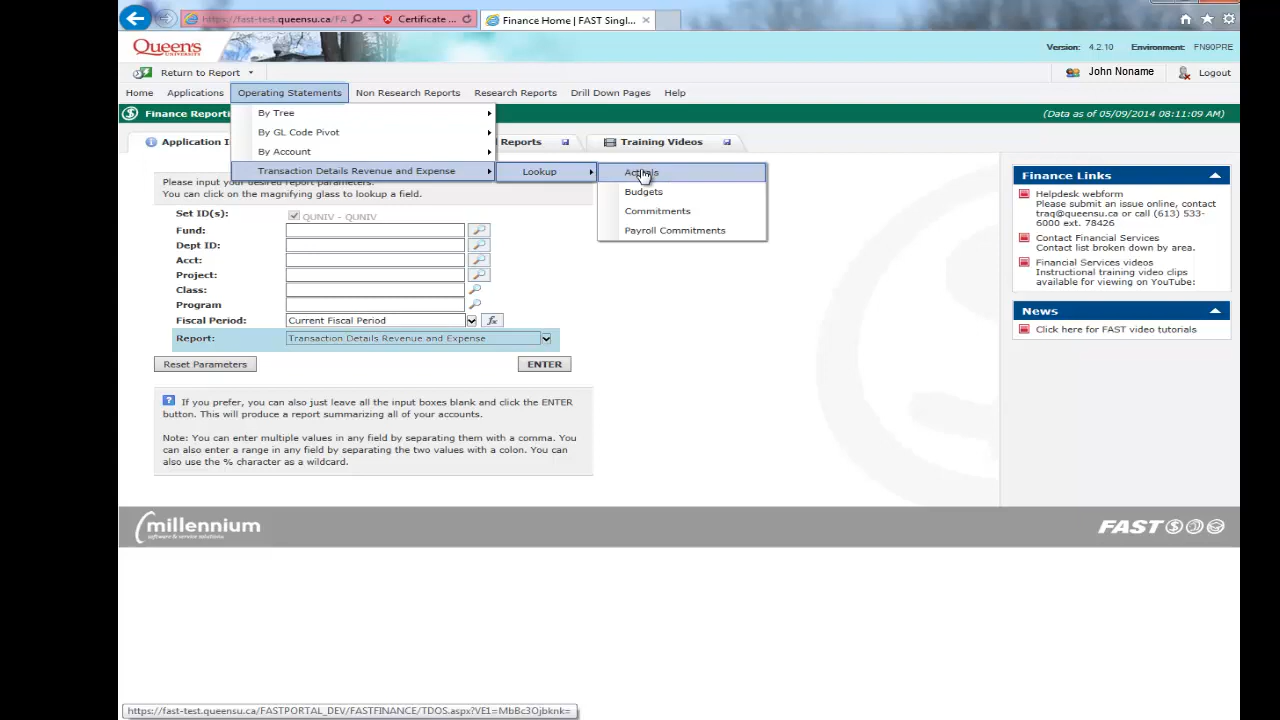 https://fast-test.queensu.ca/FA
Certificate ...
Finance Home | FAST Singl...
Queen's
UNIVERSITY
Version: 4.2.10 Environment: FN90PRE
Return to Report
John Noname
Logout
Home Applications Operating Statements Non Research Reports Research Reports Drill Down Pages Help
Finance Reporti
(Data as of 05/09/2014 08:11:09 AM)
By Tree
By GL Code Pivot
By Account
Transaction Details Revenue and Expense
Lookup
Budgets
Commitments
Payroll Commitments
Application I
Reports
Training Videos
Please input your desired report parameters.
You can click on the magnifying glass to lookup a field.
Set ID(s): QUNIV - QUNIV
Fund:
Dept ID:
Acct:
Project:
Class:
Program
Fiscal Period: Current Fiscal Period
Report: Transaction Details Revenue and Expense
Reset Parameters
ENTER
If you prefer, you can also just leave all the input boxes blank and click the ENTER
button. This will produce a report summarizing all of your accounts.
Note: You can enter multiple values in any field by separating them with a comma. You
can also enter a range in any field by separating the two values with a colon. You can
also use the % character as a wildcard.
Finance Links
Helpdesk webform
Please submit an issue online, contact
traq@queensu.ca or call (613) 533-
6000 ext. 78426
Contact Financial Services
Contact list broken down by area.
Financial Services videos
Instructional training video clips
available for viewing on YouTube:
News
Click here for FAST video tutorials
millennium
software & service solutions
FAST
https://fast-test.queensu.ca/FASTPORTAL_DEV/FASTFINANCE/TDOS.aspx?VE1=MbBc3Ojbknk=